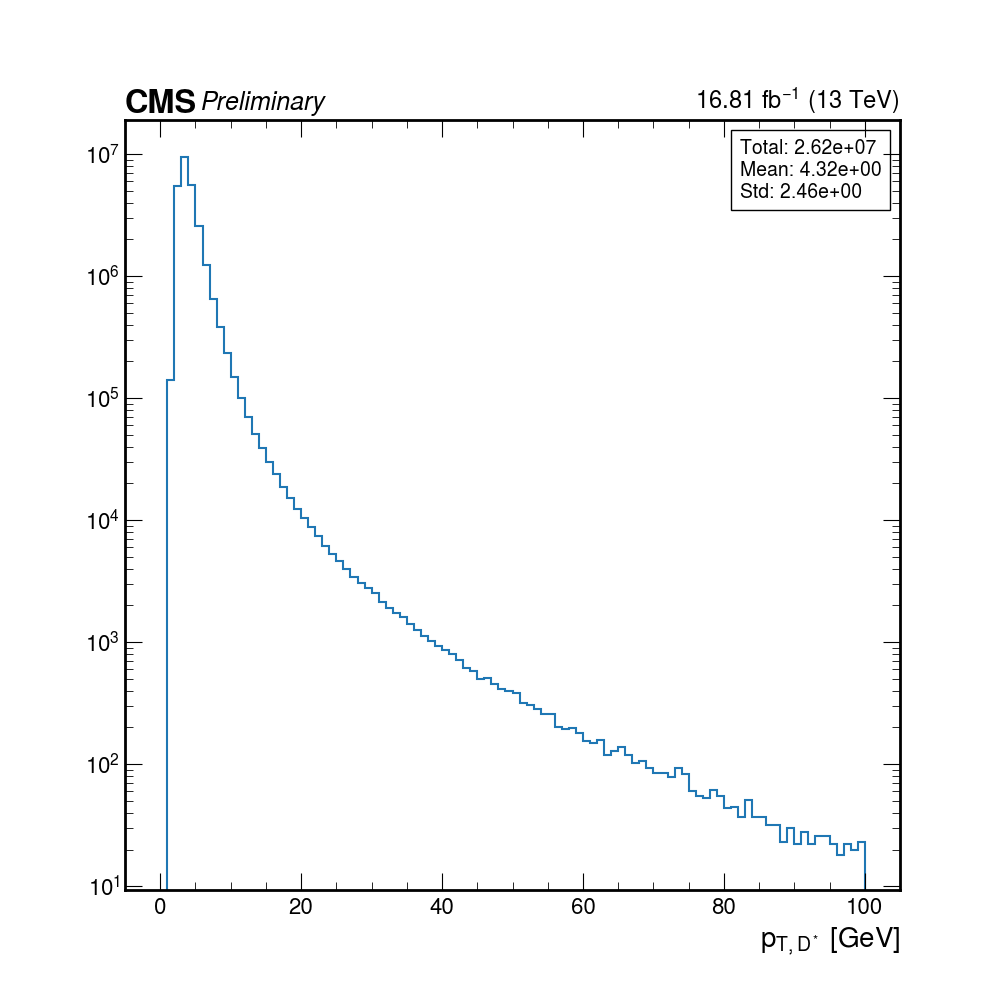 CMS Preliminary 16.81 fb⁻¹ (13 TeV)
Total: 2.62e+07
Mean: 4.32e+00
Std: 2.46e+00
10⁷
10⁶
10⁵
10⁴
10³
10²
10¹
0 20 40 60 80 100
p_{T, D*} [GeV]